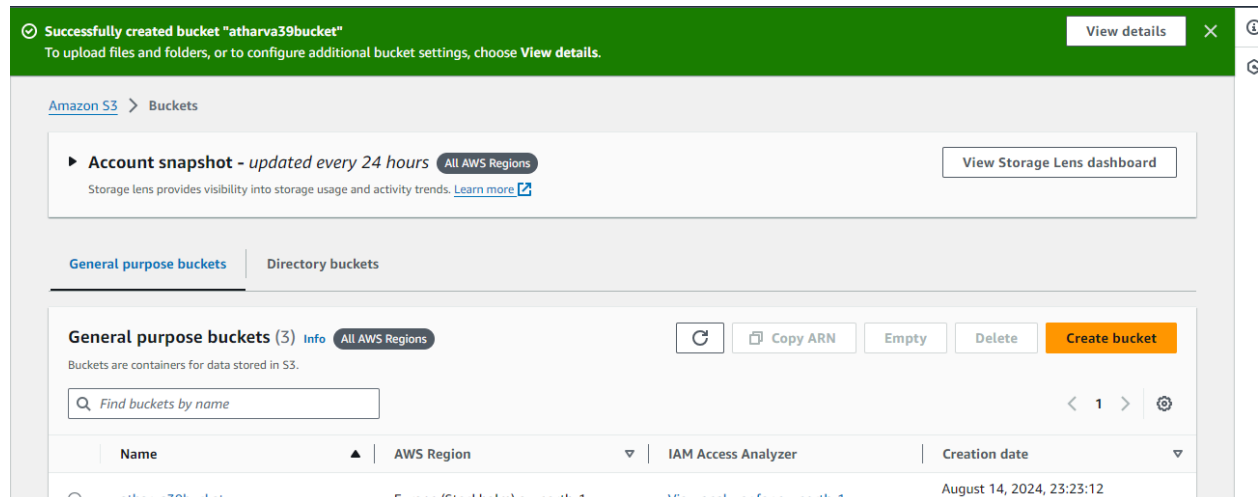 Successfully created bucket "atharva39bucket"
To upload files and folders, or to configure additional bucket settings, choose View details.
View details
Amazon S3 > Buckets
Account snapshot - updated every 24 hours All AWS Regions
View Storage Lens dashboard
Storage lens provides visibility into storage usage and activity trends. Learn more
General purpose buckets Directory buckets
General purpose buckets (3) Info All AWS Regions
Copy ARN Empty Delete Create bucket
Buckets are containers for data stored in S3.
Find buckets by name
1
Name AWS Region IAM Access Analyzer Creation date
August 14, 2024, 23:23:12